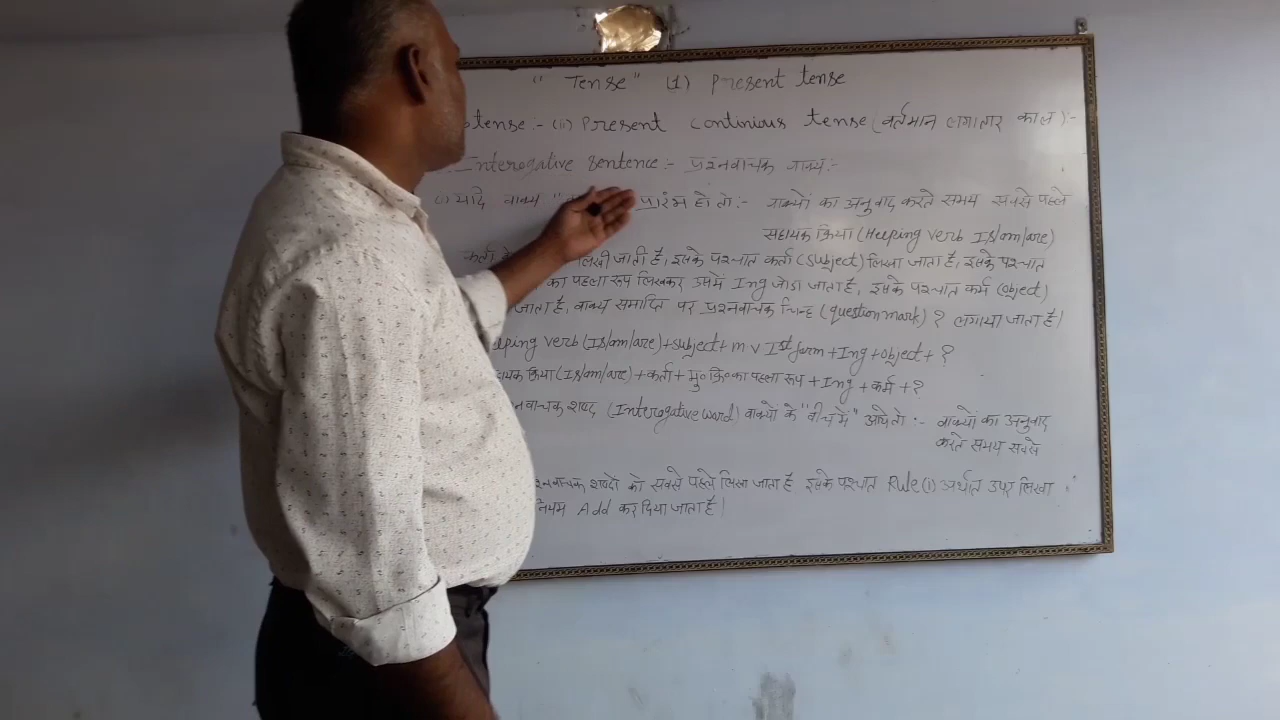 " Tense " (1) Present tense
tense :- (ii) Present Continious tense (वर्तमान लगातार काल) :-
Interogative Sentence :- प्रश्नवाचक वाक्य :-
(i) यदि वाक्य " प्रारंभ हों तो :- वाक्यों का अनुवाद करते समय सबसे पहले
सहायक क्रिया (Helping verb Is/am/are)
कर्ता लिखी जाती है, इसके पश्चात कर्ता (Subject) लिखा जाता है, इसके पश्चात
का पहला रूप लिखकर उसमें Ing जोडा जाता है, इसके पश्चात कर्म (Object)
जाता है, वाक्य समाप्ति पर प्रश्नवाचक चिन्ह (question mark) ? लगाया जाता है।
ping verb (Is/am/are) + Subject + m v Ist form + Ing + Object + ?
क्रिया (Is/am/are) + कर्ता + मु० क्रि० का पहला रूप + Ing + कर्म + ?
नवाचक शब्द (Interogative word) वाक्यो के "बीच में" आये तो :- वाक्यों का अनुवाद
करते समय सबसे
श्नवाचक शब्दों को सबसे पहले लिखा जाता है इसके पश्चात Rule (i) अर्थात उपर लिखा
नियम Add कर दिया जाता है।